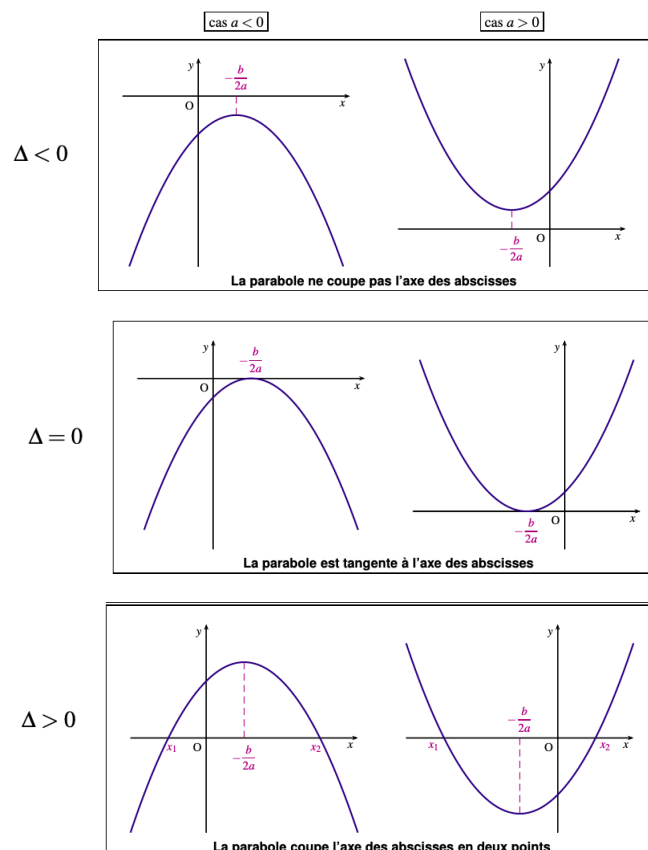 cas a < 0 cas a > 0
Δ < 0
y
−b/2a
O
x
y
−b/2a
O
x
La parabole ne coupe pas l'axe des abscisses
Δ = 0
y
−b/2a
O
x
y
−b/2a
O
x
La parabole est tangente à l'axe des abscisses
Δ > 0
y
x₁
O
−b/2a
x₂
x
y
−b/2a
x₁
O
x₂
x
La parabole coupe l'axe des abscisses en deux points